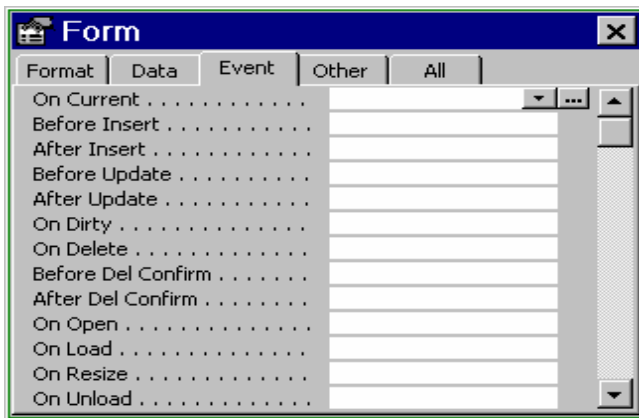 Form
Format Data Event Other All
On Current . . . . . . . . . . . .
Before Insert . . . . . . . . . . .
After Insert . . . . . . . . . . . .
Before Update . . . . . . . . . .
After Update . . . . . . . . . . .
On Dirty . . . . . . . . . . . . . .
On Delete . . . . . . . . . . . . .
Before Del Confirm . . . . . . .
After Del Confirm . . . . . . . .
On Open . . . . . . . . . . . . . .
On Load . . . . . . . . . . . . . .
On Resize . . . . . . . . . . . . .
On Unload . . . . . . . . . . . . .